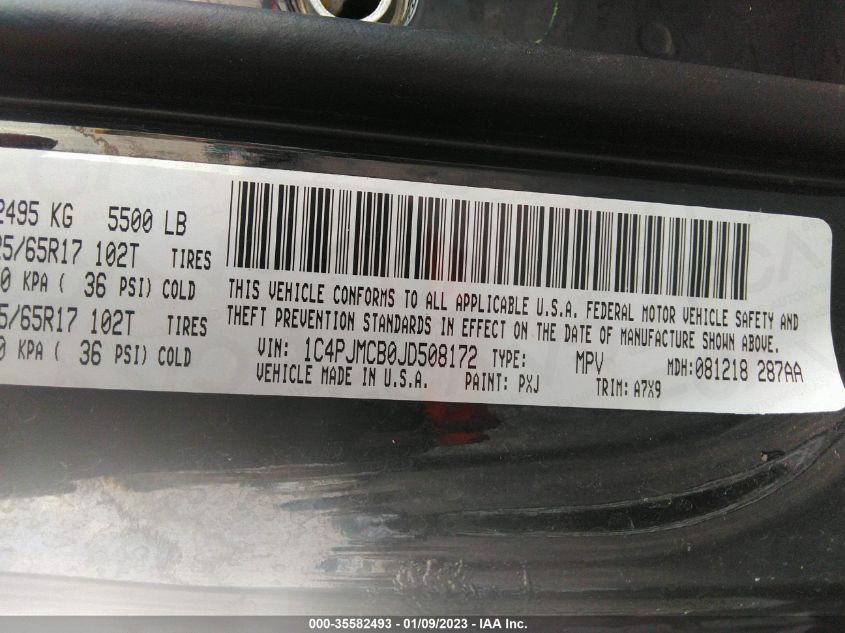 2495 KG 5500 LB
25/65R17 102T TIRES
0 KPA ( 36 PSI) COLD
5/65R17 102T TIRES
0 KPA ( 36 PSI) COLD
THIS VEHICLE CONFORMS TO ALL APPLICABLE U.S.A. FEDERAL MOTOR VEHICLE SAFETY AND
THEFT PREVENTION STANDARDS IN EFFECT ON THE DATE OF MANUFACTURE SHOWN ABOVE.
VIN: 1C4PJMCB0JD508172 TYPE: MPV MDH:081218 287AA
VEHICLE MADE IN U.S.A. PAINT: PXJ TRIM: A7X9
000-35582493 - 01/09/2023 - IAA Inc.